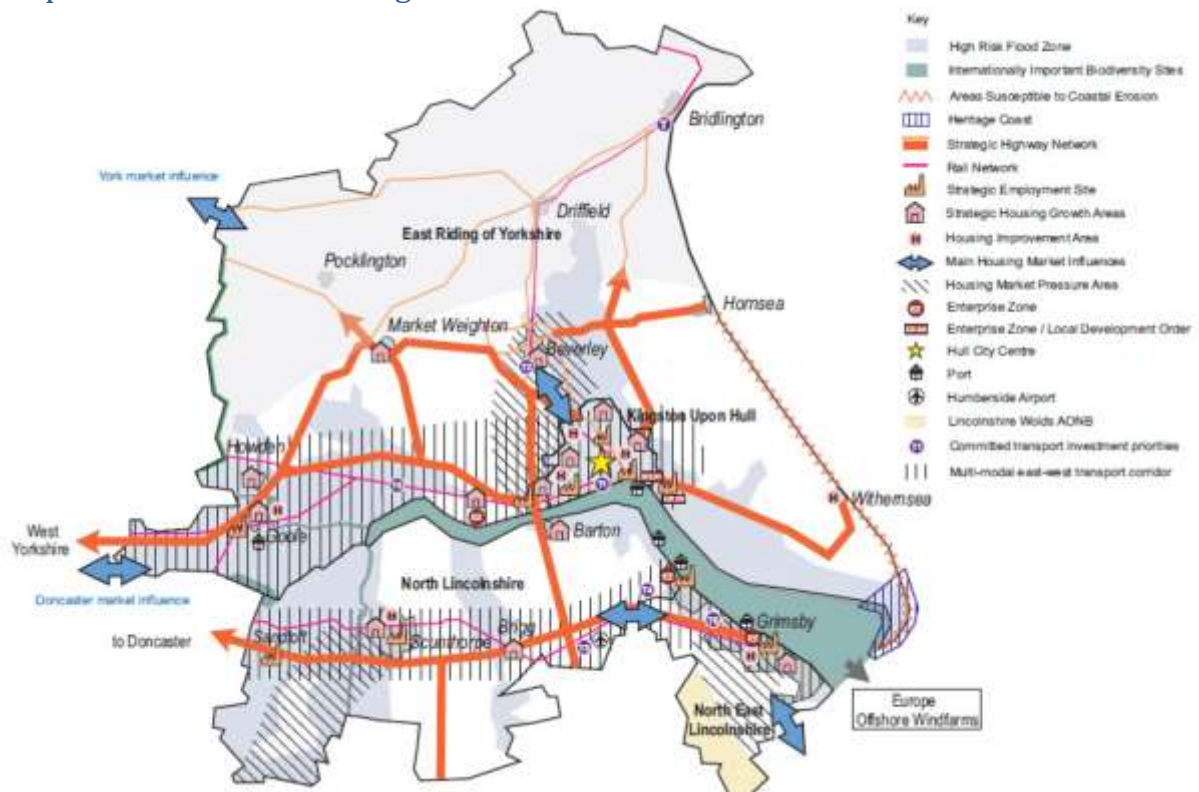 Key
High Risk Flood Zone
Internationally Important Biodiversity Sites
Areas Susceptible to Coastal Erosion
Heritage Coast
Strategic Highway Network
Rail Network
Strategic Employment Site
Strategic Housing Growth Areas
Housing Improvement Area
Main Housing Market Influences
Housing Market Pressure Area
Enterprise Zone
Enterprise Zone / Local Development Order
Hull City Centre
Port
Humberside Airport
Lincolnshire Wolds AONB
Committed transport investment priorities
Multi-modal east-west transport corridor
Bridlington
York market influence
Driffield
East Riding of Yorkshire
Pocklington
Hornsea
Market Weighton
Beverley
Kingston Upon Hull
Howden
Withernsea
West
Yorkshire
Goole
Barton
North Lincolnshire
Doncaster market influence
Grimsby
to Doncaster
Sandtoft
Scunthorpe
Brigg
North East
Lincolnshire
Europe
Offshore Windfarms